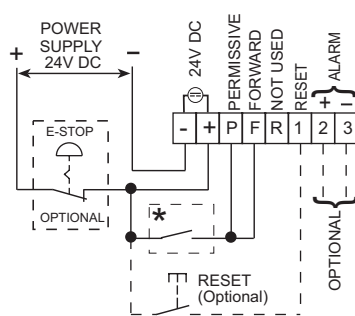 POWER
SUPPLY
24V DC
+
−
24V DC
PERMISSIVE
FORWARD
NOT USED
RESET
ALARM
+ −
- + P F R 1 2 3
E-STOP
OPTIONAL
*
RESET
(Optional)
OPTIONAL